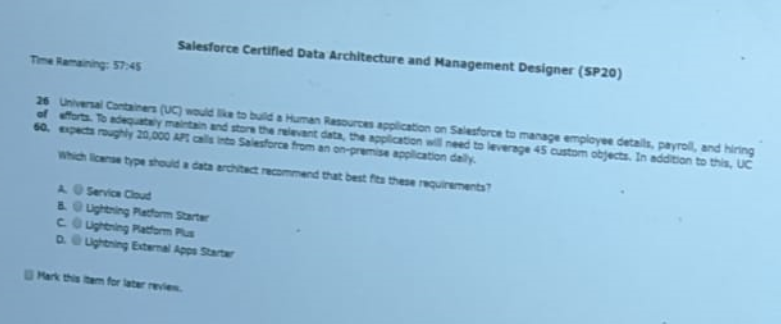 Salesforce Certified Data Architecture and Management Designer (SP20)
Time Remaining: 57:45
26 Universal Containers (UC) would like to build a Human Resources application on Salesforce to manage employee details, payroll, and hiring
of efforts. To adequately maintain and store the relevant data, the application will need to leverage 45 custom objects. In addition to this, UC
60. expects roughly 20,000 API calls into Salesforce from an on-premise application daily.
Which license type should a data architect recommend that best fits these requirements?
A. Service Cloud
B. Lightning Platform Starter
C. Lightning Platform Plus
D. Lightning External Apps Starter
Mark this item for later review.